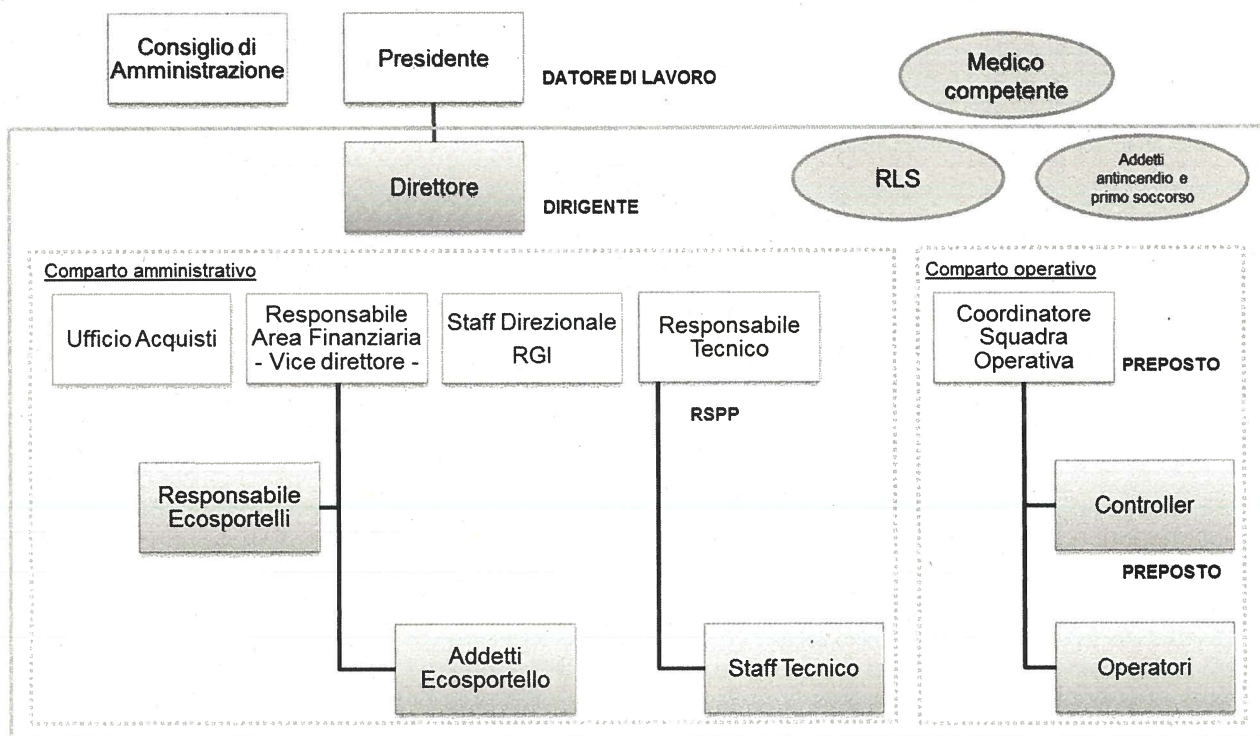 Consiglio di
Amministrazione
Presidente
DATORE DI LAVORO
Medico
competente
Direttore
DIRIGENTE
RLS
Addetti
antincendio e
primo soccorso
Comparto amministrativo
Ufficio Acquisti
Responsabile
Area Finanziaria
- Vice direttore -
Staff Direzionale
RGI
Responsabile
Tecnico
RSPP
Responsabile
Ecosportelli
Addetti
Ecosportello
Staff Tecnico
Comparto operativo
Coordinatore
Squadra
Operativa
PREPOSTO
Controller
PREPOSTO
Operatori